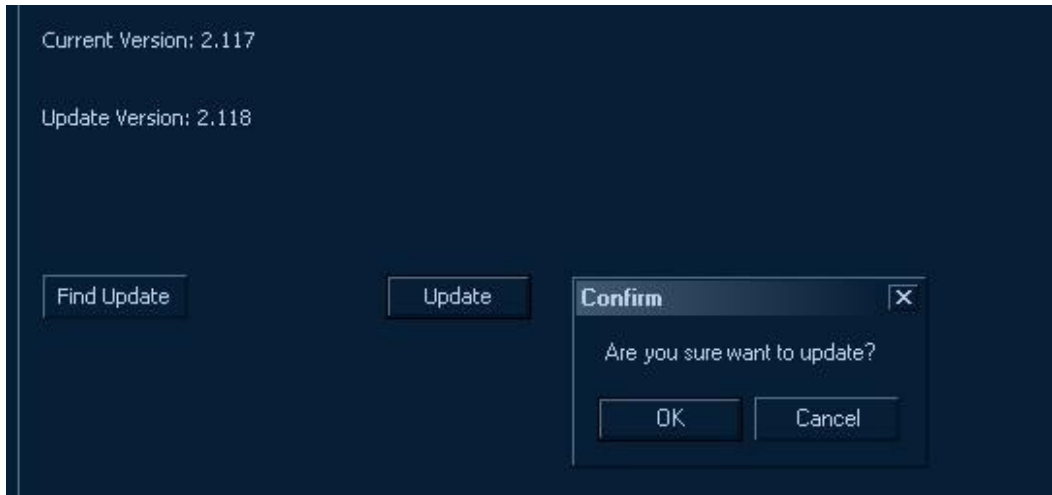 Current Version: 2.117
Update Version: 2.118
Find Update
Update
Confirm
Are you sure want to update?
OK
Cancel